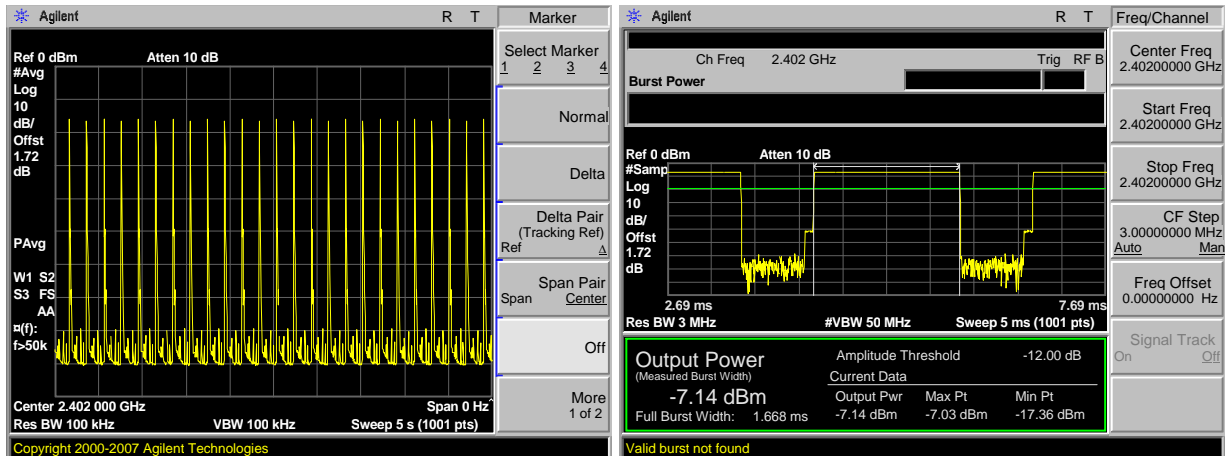 Agilent
R T
Marker
Ref 0 dBm
Atten 10 dB
#Avg
Log
10
dB/
Offst
1.72
dB
PAvg
W1 S2
S3 FS
AA
¤(f):
f>50k
Center 2.402 000 GHz
Span 0 Hz^
Res BW 100 kHz
VBW 100 kHz
Sweep 5 s (1001 pts)
Copyright 2000-2007 Agilent Technologies
Select Marker
1 2 3 4
Normal
Delta
Delta Pair
(Tracking Ref)
Ref Δ
Span Pair
Span Center
Off
More
1 of 2
Agilent
R T
Freq/Channel
Ch Freq 2.402 GHz
Trig RF B
Burst Power
Ref 0 dBm
Atten 10 dB
#Samp
Log
10
dB/
Offst
1.72
dB
2.69 ms
7.69 ms
Res BW 3 MHz
#VBW 50 MHz
Sweep 5 ms (1001 pts)
Output Power
(Measured Burst Width)
-7.14 dBm
Full Burst Width: 1.668 ms
Amplitude Threshold -12.00 dB
Current Data
Output Pwr Max Pt Min Pt
-7.14 dBm -7.03 dBm -17.36 dBm
Valid burst not found
Center Freq
2.40200000 GHz
Start Freq
2.40200000 GHz
Stop Freq
2.40200000 GHz
CF Step
3.00000000 MHz
Auto Man
Freq Offset
0.00000000 Hz
Signal Track
On Off